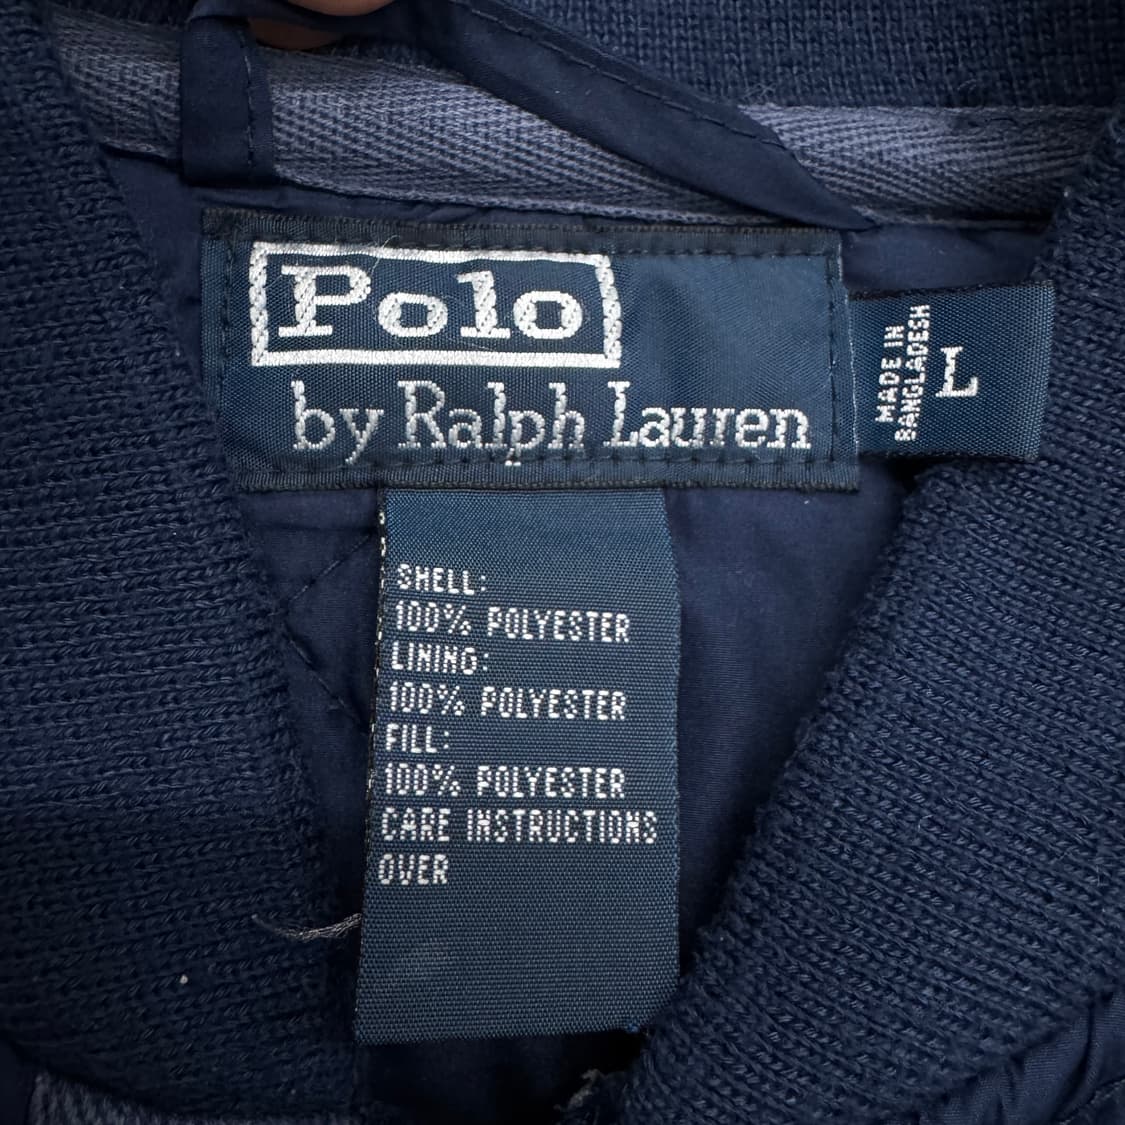 Polo
by Ralph Lauren
MADE IN
BANGLADESH
L
SHELL:
100% POLYESTER
LINING:
100% POLYESTER
FILL:
100% POLYESTER
CARE INSTRUCTIONS
OVER